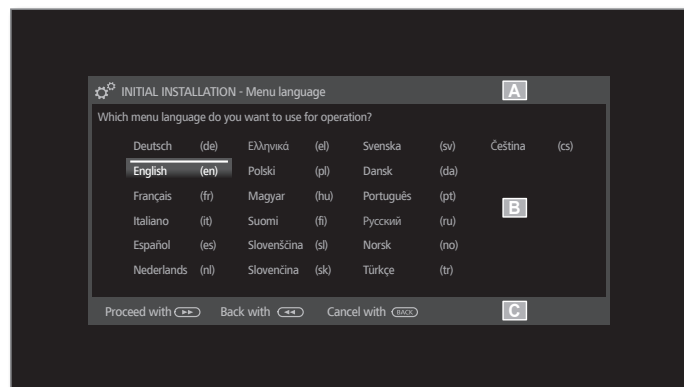 INITIAL INSTALLATION - Menu language A
Which menu language do you want to use for operation?
Deutsch (de) Ελληνικά (el) Svenska (sv) Čeština (cs)
English (en) Polski (pl) Dansk (da)
Français (fr) Magyar (hu) Português (pt)
B
Italiano (it) Suomi (fi) Русский (ru)
Español (es) Slovenščina (sl) Norsk (no)
Nederlands (nl) Slovenčina (sk) Türkçe (tr)
Proceed with Back with Cancel with BACK C